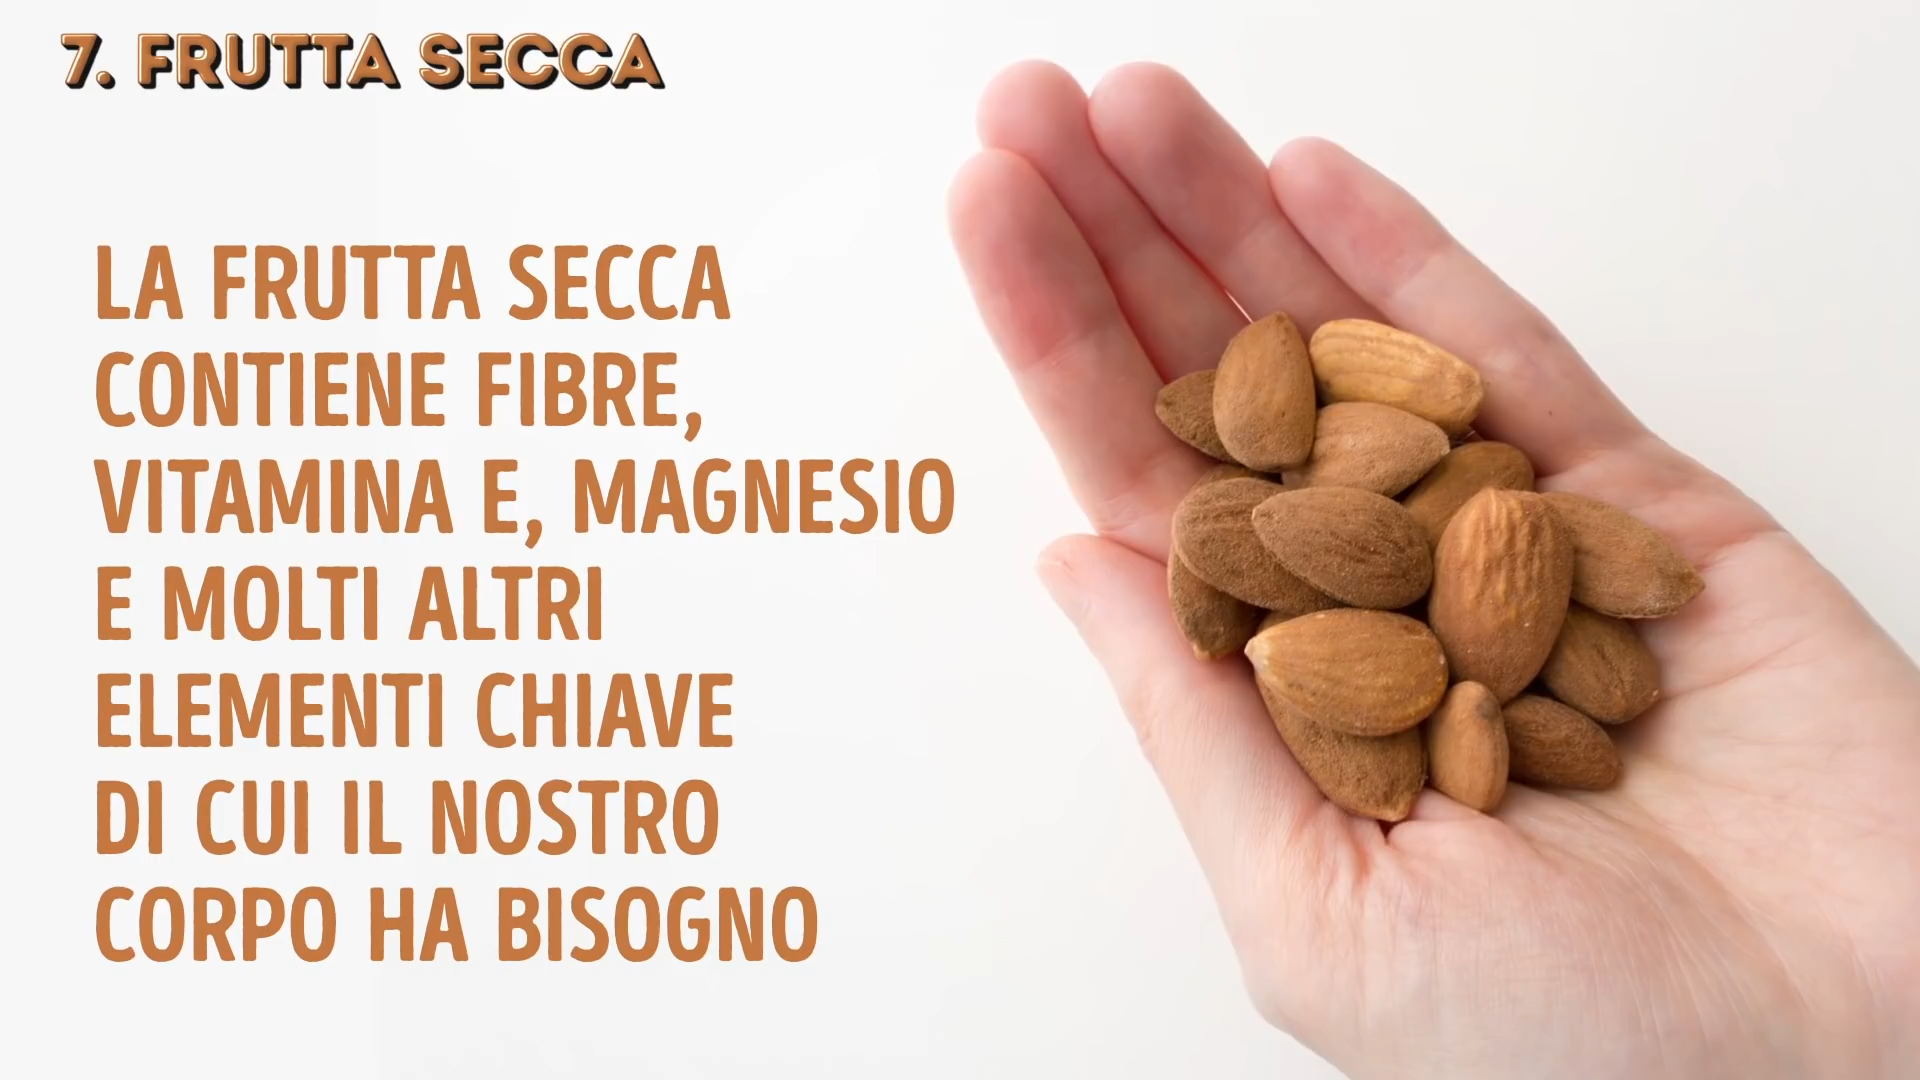 7. FRUTTA SECCA
LA FRUTTA SECCA
CONTIENE FIBRE,
VITAMINA E, MAGNESIO
E MOLTI ALTRI
ELEMENTI CHIAVE
DI CUI IL NOSTRO
CORPO HA BISOGNO